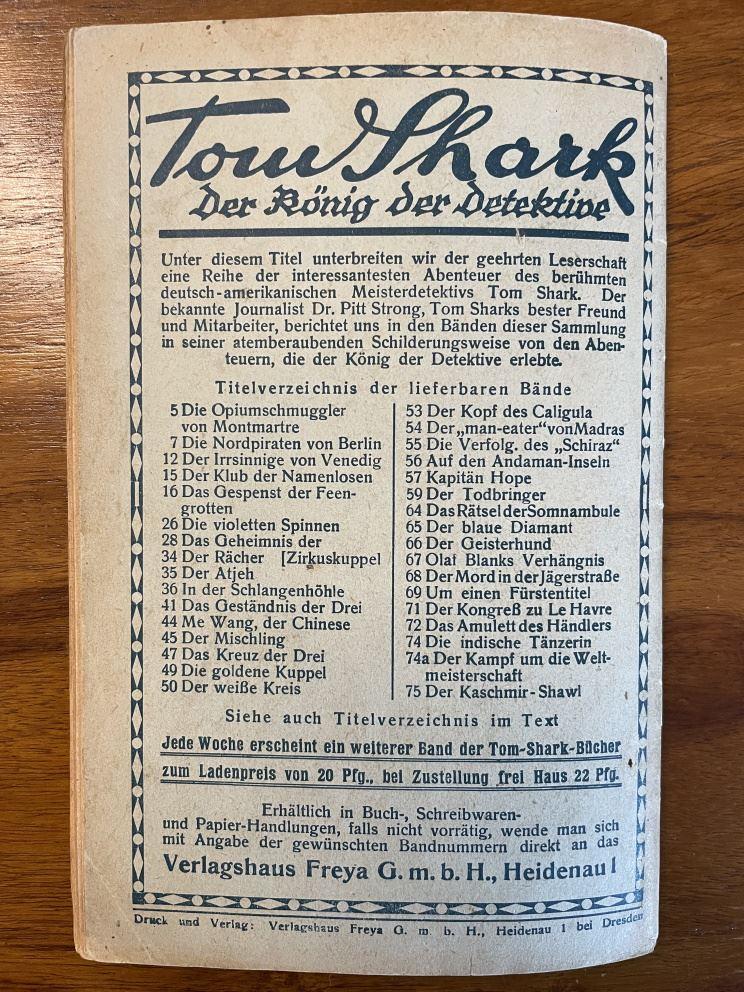 Tom Shark
Der König der Detektive
Unter diesem Titel unterbreiten wir der geehrten Leserschaft
eine Reihe der interessantesten Abenteuer des berühmten
deutsch-amerikanischen Meisterdetektivs Tom Shark. Der
bekannte Journalist Dr. Pitt Strong, Tom Sharks bester Freund
und Mitarbeiter, berichtet uns in den Bänden dieser Sammlung
in seiner atemberaubenden Schilderungsweise von den Aben-
teuern, die der König der Detektive erlebte.
Titelverzeichnis der lieferbaren Bände
5 Die Opiumschmuggler
von Montmartre
7 Die Nordpiraten von Berlin
12 Der Irrsinnige von Venedig
15 Der Klub der Namenlosen
16 Das Gespenst der Feen-
grotten
26 Die violetten Spinnen
28 Das Geheimnis der
34 Der Rächer [Zirkuskuppel
35 Der Atjeh
36 In der Schlangenhöhle
41 Das Geständnis der Drei
44 Me Wang, der Chinese
45 Der Mischling
47 Das Kreuz der Drei
49 Die goldene Kuppel
50 Der weiße Kreis
53 Der Kopf des Caligula
54 Der „man-eater“ von Madras
55 Die Verfolg. des „Schiraz“
56 Auf den Andaman-Inseln
57 Kapitän Hope
59 Der Todbringer
64 Das Rätsel der Somnambule
65 Der blaue Diamant
66 Der Geisterhund
67 Olaf Blanks Verhängnis
68 Der Mord in der Jägerstraße
69 Um einen Fürstentitel
71 Der Kongreß zu Le Havre
72 Das Amulett des Händlers
74 Die indische Tänzerin
74a Der Kampf um die Welt-
meisterschaft
75 Der Kaschmir-Shawl
Siehe auch Titelverzeichnis im Text
Jede Woche erscheint ein weiterer Band der Tom-Shark-Bücher
zum Ladenpreis von 20 Pfg., bei Zustellung frei Haus 22 Pfg.
Erhältlich in Buch-, Schreibwaren-
und Papier-Handlungen, falls nicht vorrätig, wende man sich
mit Angabe der gewünschten Bandnummern direkt an das
Verlagshaus Freya G. m. b. H., Heidenau 1
Druck und Verlag: Verlagshaus Freya G. m. b. H., Heidenau 1 bei Dresden